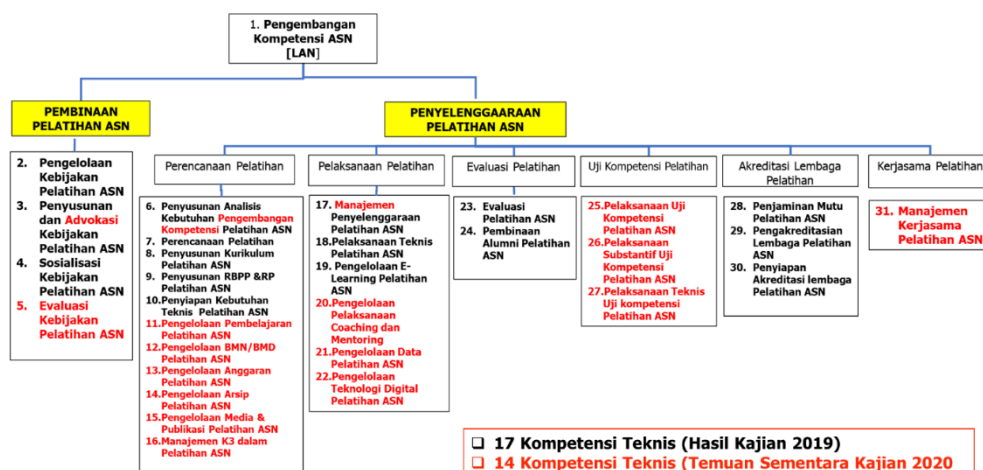 1. Pengembangan
Kompetensi ASN
[LAN]
PEMBINAAN
PELATIHAN ASN
PENYELENGGAARAAN
PELATIHAN ASN
2. Pengelolaan
Kebijakan
Pelatihan ASN
3. Penyusunan
dan Advokasi
Kebijakan
Pelatihan ASN
4. Sosialisasi
Kebijakan
Pelatihan ASN
5. Evaluasi
Kebijakan
Pelatihan ASN
Perencanaan Pelatihan
6. Penyusunan Analisis
Kebutuhan Pengembangan
Kompetensi Pelatihan ASN
7. Perencanaan Pelatihan
8. Penyusunan Kurikulum
Pelatihan ASN
9. Penyusunan RBPP &RP
Pelatihan ASN
10. Penyiapan Kebutuhan
Teknis Pelatihan ASN
11. Pengelolaan Pembelajaran
Pelatihan ASN
12. Pengelolaan BMN/BMD
Pelatihan ASN
13. Pengelolaan Anggaran
Pelatihan ASN
14. Pengelolaan Arsip
Pelatihan ASN
15. Pengelolaan Media &
Publikasi Pelatihan ASN
16. Manajemen K3 dalam
Pelatihan ASN
Pelaksanaan Pelatihan
17. Manajemen
Penyelenggaraan
Pelatihan ASN
18. Pelaksanaan Teknis
Pelatihan ASN
19. Pengelolaan E-
Learning Pelatihan ASN
20. Pengelolaan
Pelaksanaan
Coaching dan
Mentoring
21. Pengelolaan Data
Pelatihan ASN
22. Pengelolaan
Teknologi Digital
Pelatihan ASN
Evaluasi Pelatihan
23. Evaluasi
Pelatihan ASN
24. Pembinaan
Alumni Pelatihan
ASN
Uji Kompetensi Pelatihan
25. Pelaksanaan Uji
Kompetensi
Pelatihan ASN
26. Pelaksanaan
Substantif Uji
Kompetensi
Pelatihan ASN
27. Pelaksanaan Teknis
Uji kompetensi
Pelatihan ASN
Akreditasi Lembaga
Pelatihan
28. Penjaminan Mutu
Pelatihan ASN
29. Pengakreditasian
Lembaga Pelatihan
ASN
30. Penyiapan
Akreditasi lembaga
Pelatihan ASN
Kerjasama Pelatihan
31. Manajemen
Kerjasama
Pelatihan ASN
❑ 17 Kompetensi Teknis (Hasil Kajian 2019)
❑ 14 Kompetensi Teknis (Temuan Sementara Kajian 2020